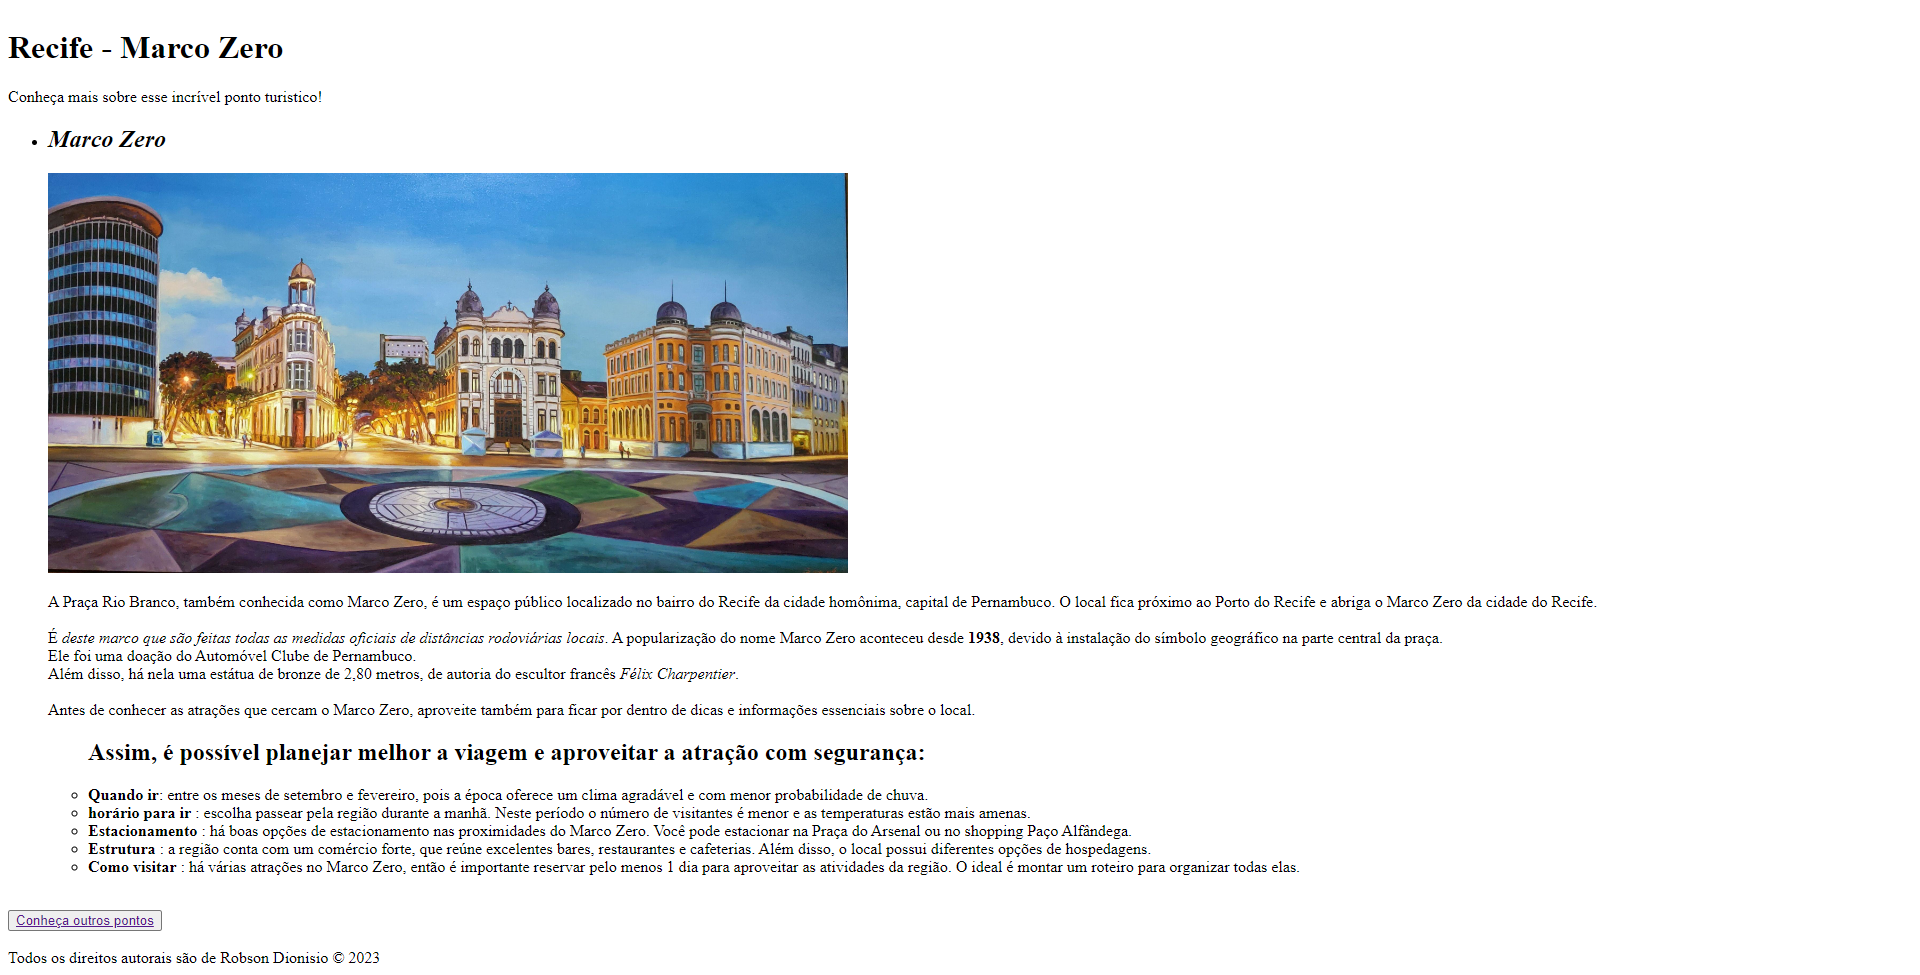 Recife - Marco Zero
Conheça mais sobre esse incrível ponto turistico!
Marco Zero
A Praça Rio Branco, também conhecida como Marco Zero, é um espaço público localizado no bairro do Recife da cidade homônima, capital de Pernambuco. O local fica próximo ao Porto do Recife e abriga o Marco Zero da cidade do Recife.
É deste marco que são feitas todas as medidas oficiais de distâncias rodoviárias locais. A popularização do nome Marco Zero aconteceu desde 1938, devido à instalação do símbolo geográfico na parte central da praça.
Ele foi uma doação do Automóvel Clube de Pernambuco.
Além disso, há nela uma estátua de bronze de 2,80 metros, de autoria do escultor francês Félix Charpentier.
Antes de conhecer as atrações que cercam o Marco Zero, aproveite também para ficar por dentro de dicas e informações essenciais sobre o local.
Assim, é possível planejar melhor a viagem e aproveitar a atração com segurança:
Quando ir: entre os meses de setembro e fevereiro, pois a época oferece um clima agradável e com menor probabilidade de chuva.
horário para ir : escolha passear pela região durante a manhã. Neste período o número de visitantes é menor e as temperaturas estão mais amenas.
Estacionamento : há boas opções de estacionamento nas proximidades do Marco Zero. Você pode estacionar na Praça do Arsenal ou no shopping Paço Alfândega.
Estrutura : a região conta com um comércio forte, que reúne excelentes bares, restaurantes e cafeterias. Além disso, o local possui diferentes opções de hospedagens.
Como visitar : há várias atrações no Marco Zero, então é importante reservar pelo menos 1 dia para aproveitar as atividades da região. O ideal é montar um roteiro para organizar todas elas.
Conheça outros pontos
Todos os direitos autorais são de Robson Dionisio © 2023